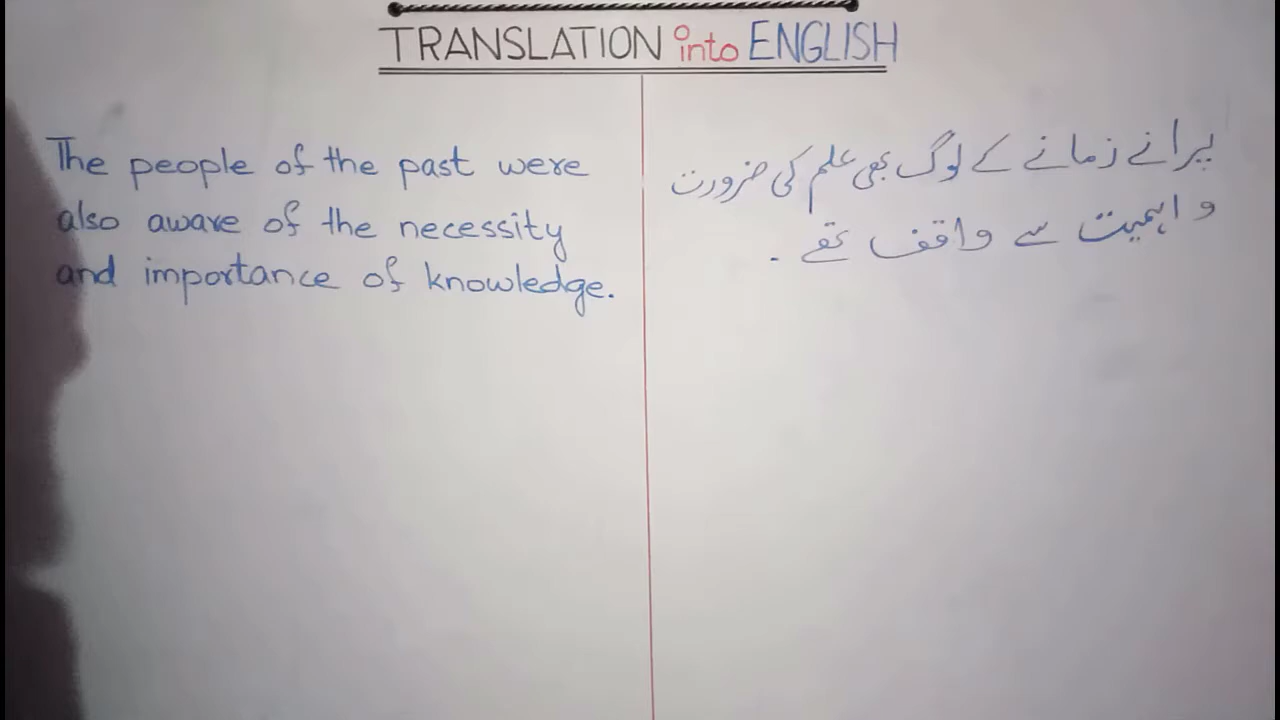 TRANSLATION into ENGLISH
The people of the past were
also aware of the necessity
and importance of knowledge.
پرانے زمانے کے لوگ بھی علم کی ضرورت
و اہمیت سے واقف تھے ۔